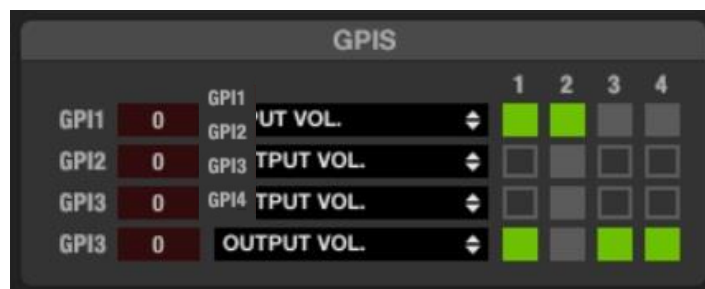 GPIS
1 2 3 4
GPI1 0 GPI1 PUT VOL.
GPI2 0 GPI2 TPUT VOL.
GPI3 0 GPI3 TPUT VOL.
GPI3 0 GPI4 OUTPUT VOL.